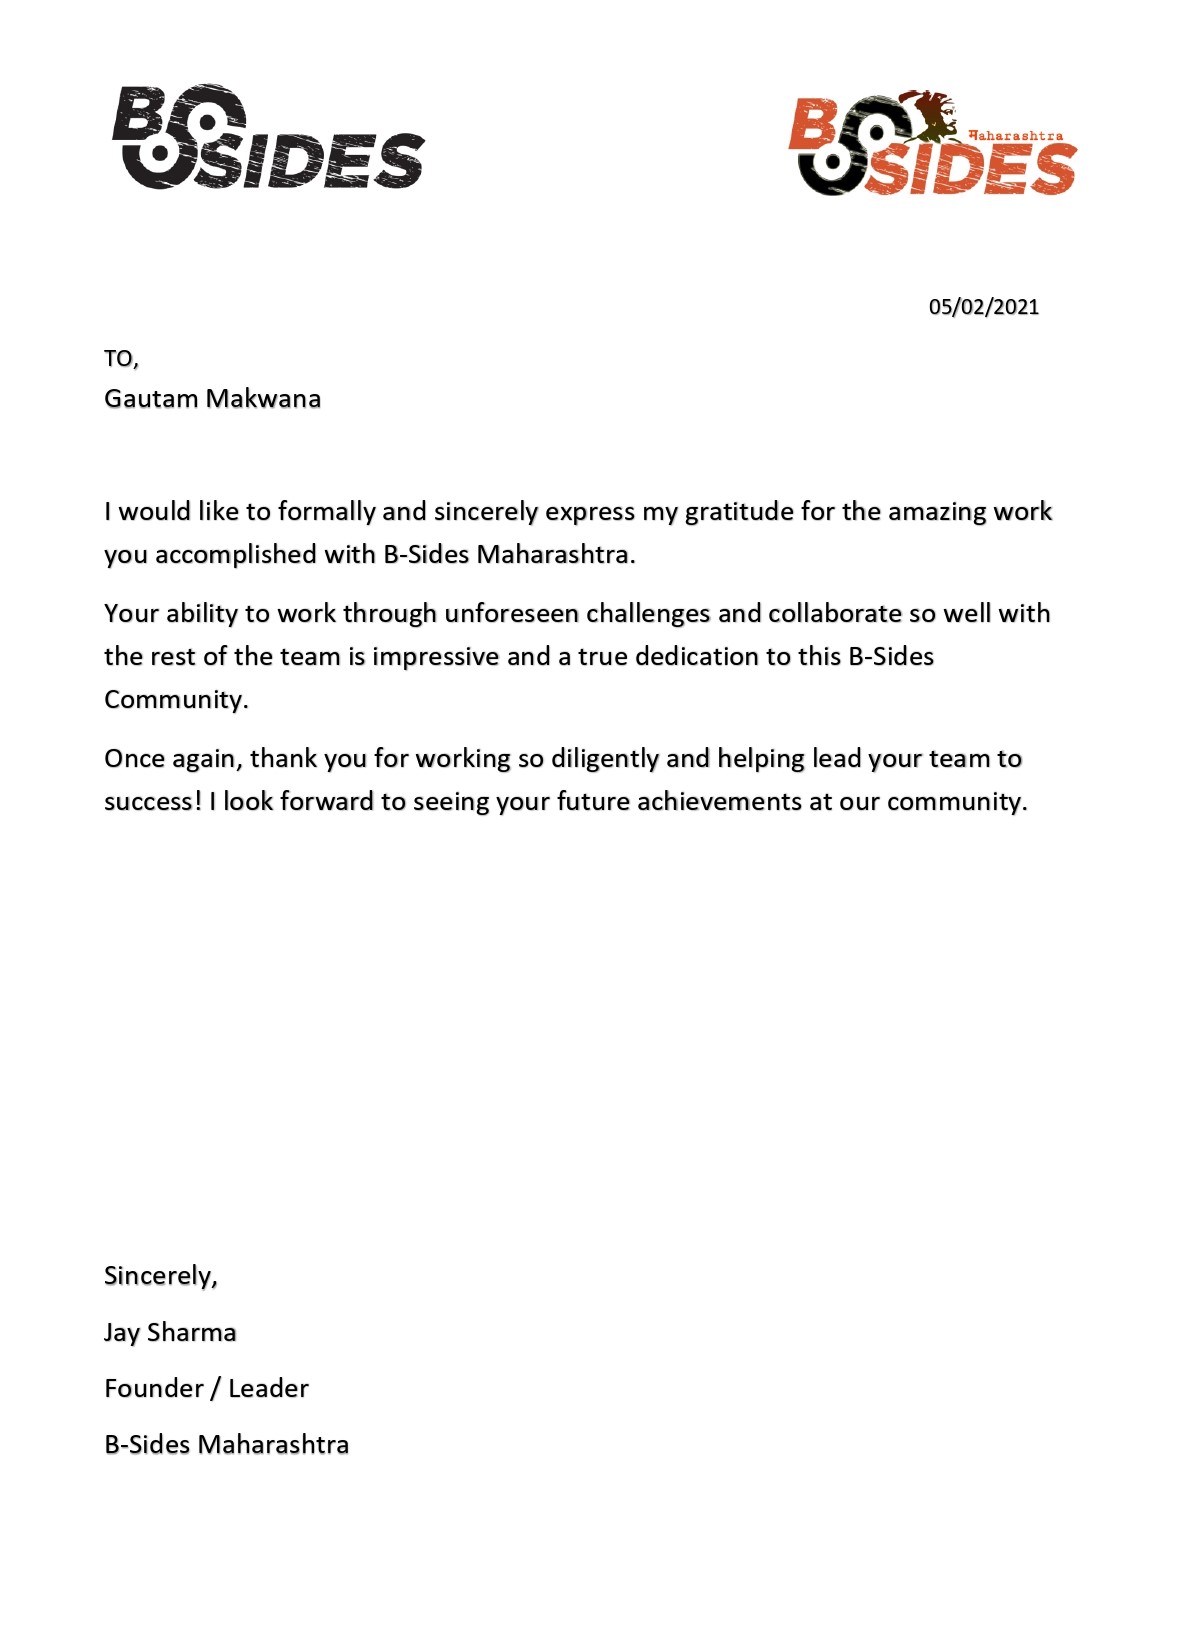 B SIDES
B SIDES
मaharashtra
05/02/2021
TO,
Gautam Makwana
I would like to formally and sincerely express my gratitude for the amazing work
you accomplished with B-Sides Maharashtra.
Your ability to work through unforeseen challenges and collaborate so well with
the rest of the team is impressive and a true dedication to this B-Sides
Community.
Once again, thank you for working so diligently and helping lead your team to
success! I look forward to seeing your future achievements at our community.
Sincerely,
Jay Sharma
Founder / Leader
B-Sides Maharashtra